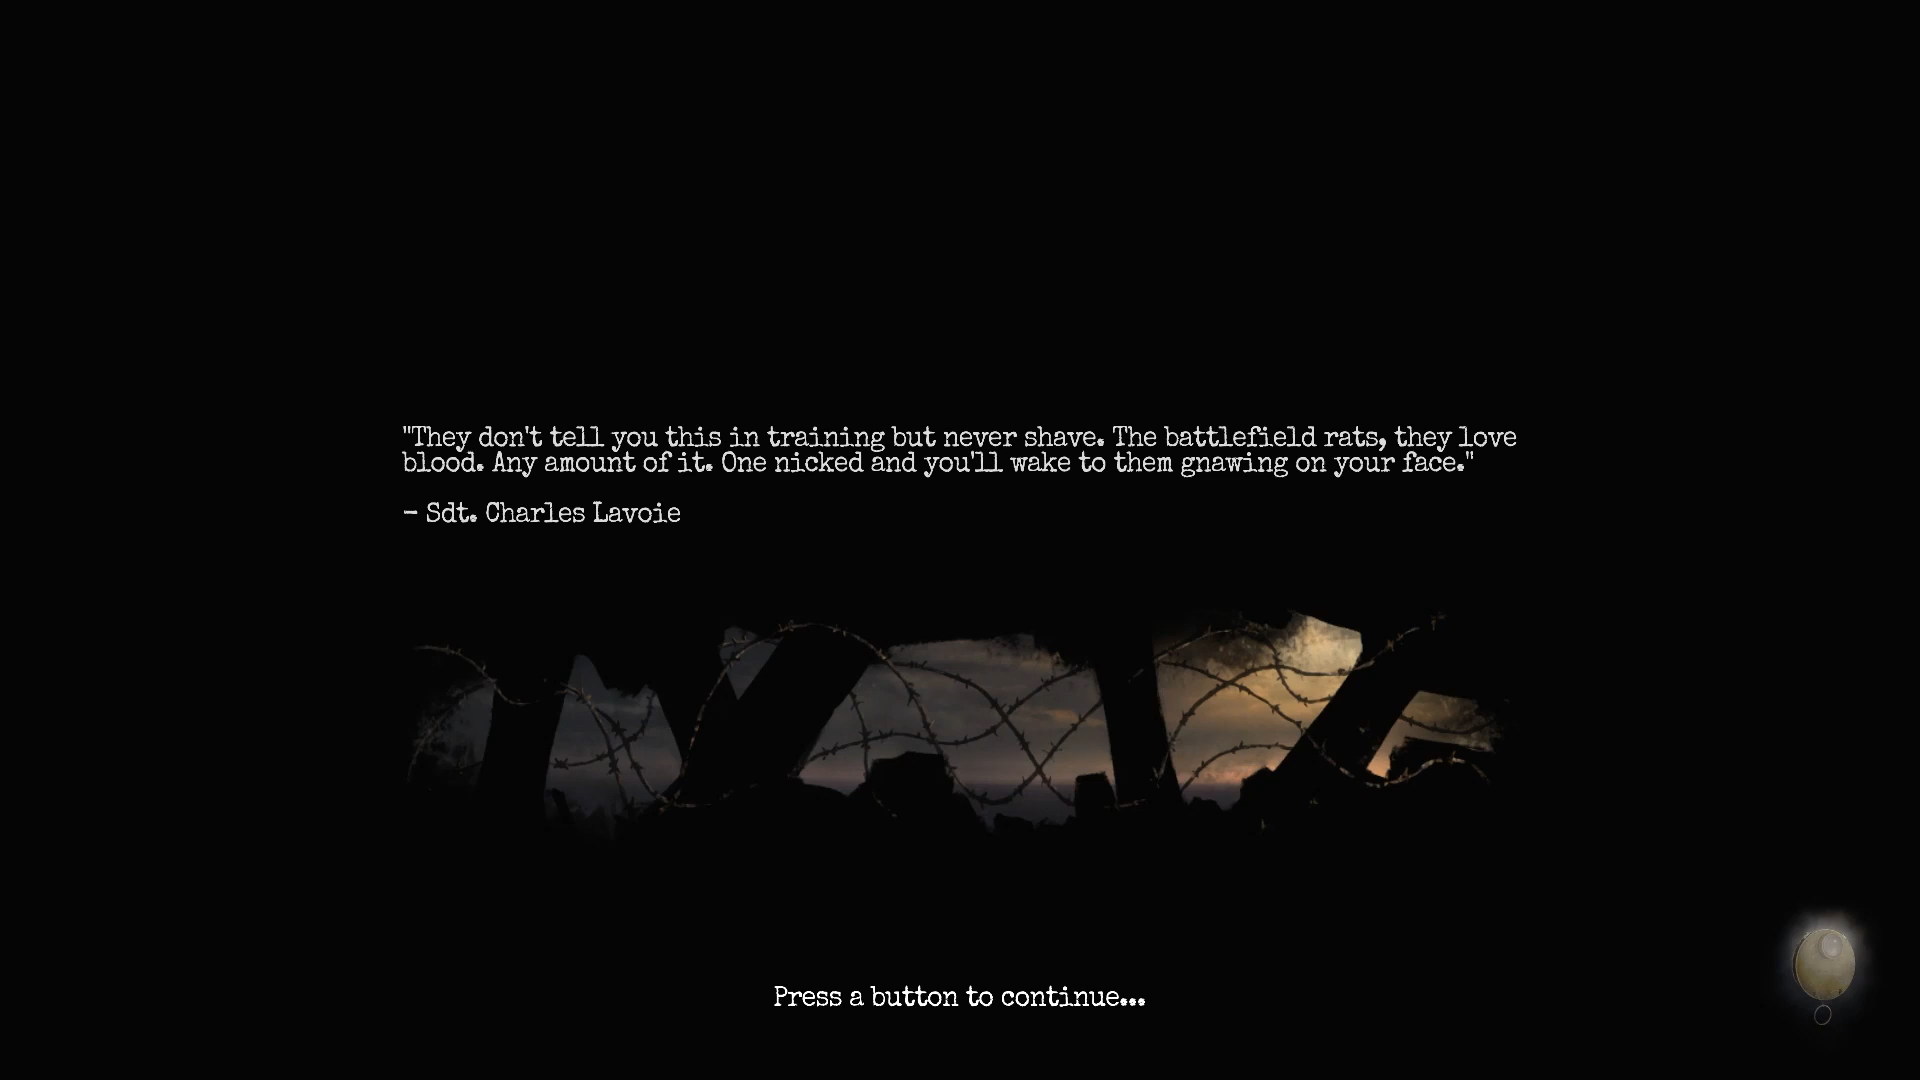 "They don't tell you this in training but never shave. The battlefield rats, they love
blood. Any amount of it. One nicked and you'll wake to them gnawing on your face."
- Sdt. Charles Lavoie
Press a button to continue...